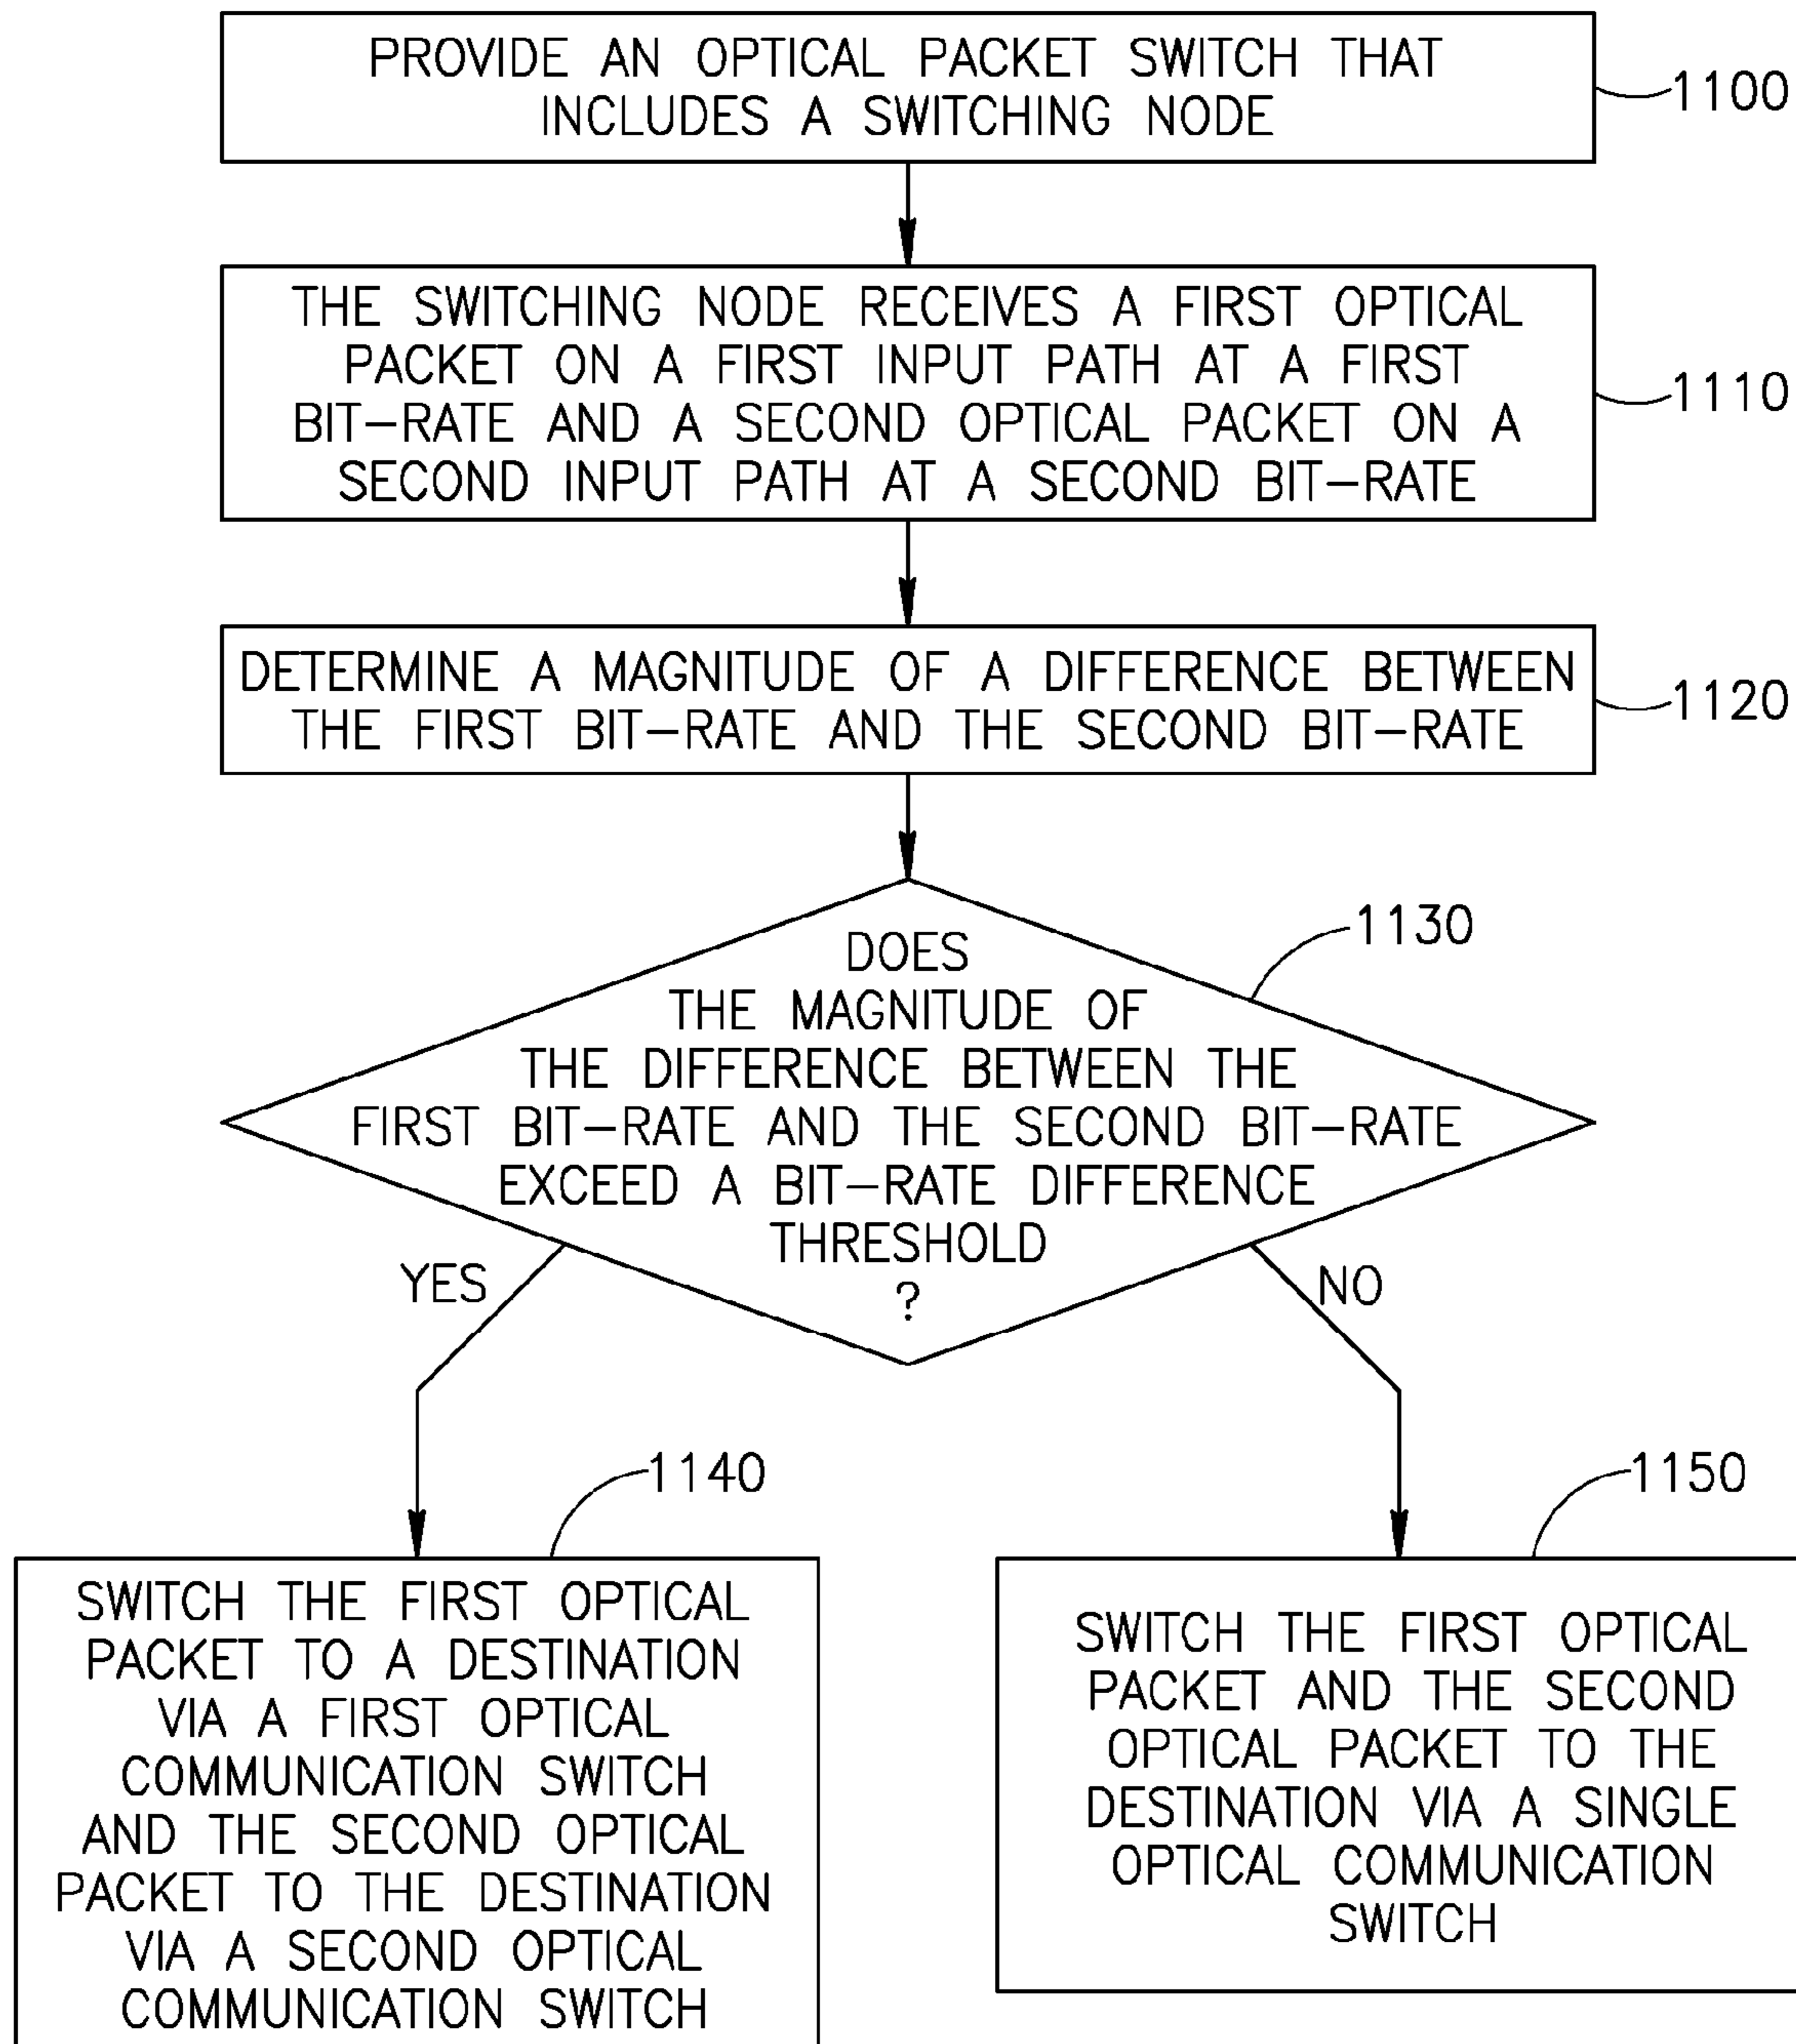 PROVIDE AN OPTICAL PACKET SWITCH THAT
INCLUDES A SWITCHING NODE
1100
THE SWITCHING NODE RECEIVES A FIRST OPTICAL
PACKET ON A FIRST INPUT PATH AT A FIRST
BIT-RATE AND A SECOND OPTICAL PACKET ON A
SECOND INPUT PATH AT A SECOND BIT-RATE
1110
DETERMINE A MAGNITUDE OF A DIFFERENCE BETWEEN
THE FIRST BIT-RATE AND THE SECOND BIT-RATE
1120
1130
DOES
THE MAGNITUDE OF
THE DIFFERENCE BETWEEN THE
FIRST BIT-RATE AND THE SECOND BIT-RATE
EXCEED A BIT-RATE DIFFERENCE
THRESHOLD
?
YES
NO
1140
SWITCH THE FIRST OPTICAL
PACKET TO A DESTINATION
VIA A FIRST OPTICAL
COMMUNICATION SWITCH
AND THE SECOND OPTICAL
PACKET TO THE DESTINATION
VIA A SECOND OPTICAL
COMMUNICATION SWITCH
1150
SWITCH THE FIRST OPTICAL
PACKET AND THE SECOND
OPTICAL PACKET TO THE
DESTINATION VIA A SINGLE
OPTICAL COMMUNICATION
SWITCH